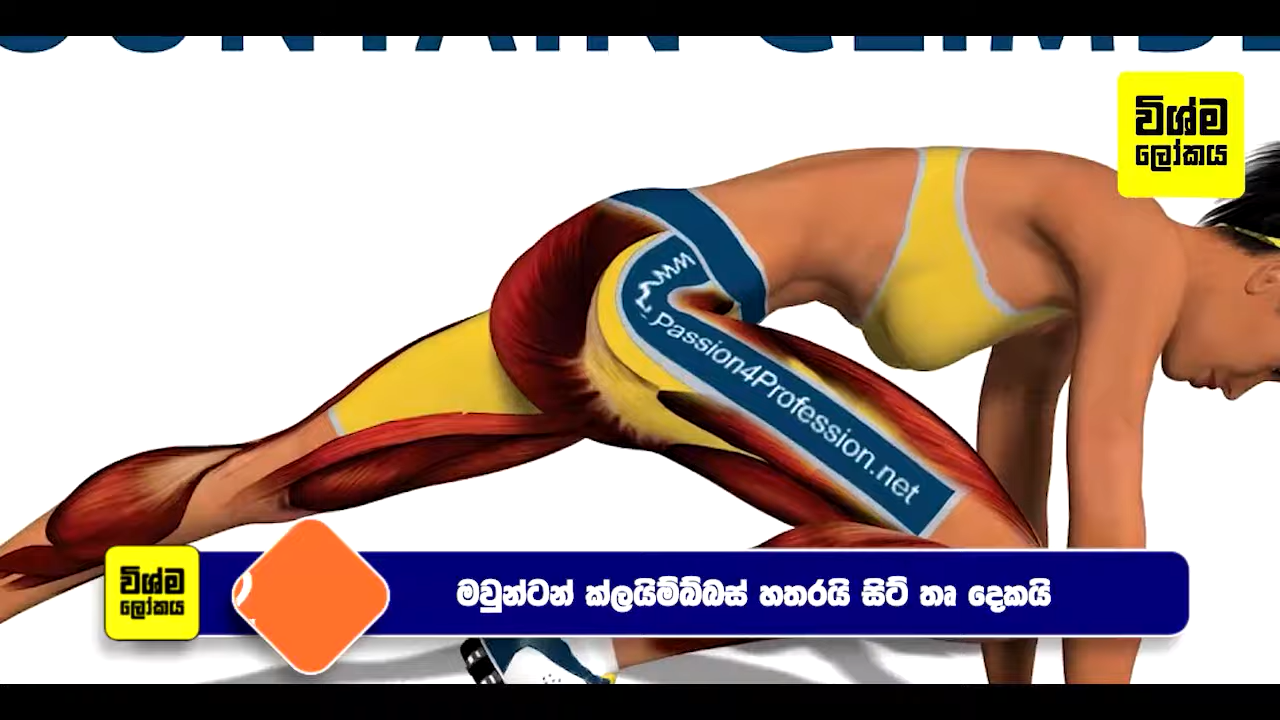 විශ්ම
ලෝකය
Passion4Profession.net
විශ්ම
ලෝකය
මවුන්ටන් ක්ලයිම්බ්බස් හතරයි සිට් තෘ දෙකයි